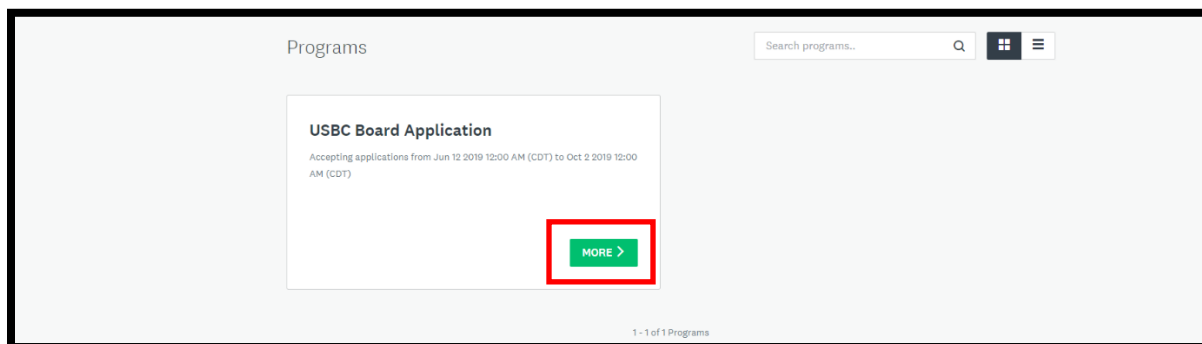 Programs
Search programs..
USBC Board Application
Accepting applications from Jun 12 2019 12:00 AM (CDT) to Oct 2 2019 12:00
AM (CDT)
MORE
1 - 1 of 1 Programs